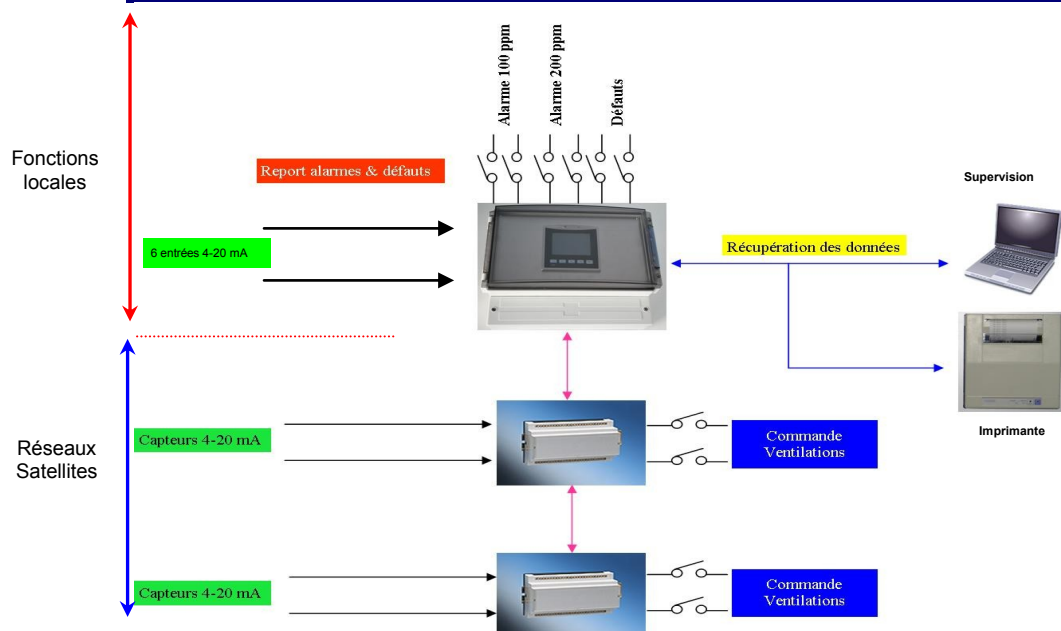 Alarme 100 ppm
Alarme 200 ppm
Défauts
Fonctions
locales
Report alarmes & défauts
Supervision
6 entrées 4-20 mA
Récupération des données
Réseaux
Satellites
Capteurs 4-20 mA
Commande
Ventilations
Imprimante
Capteurs 4-20 mA
Commande
Ventilations